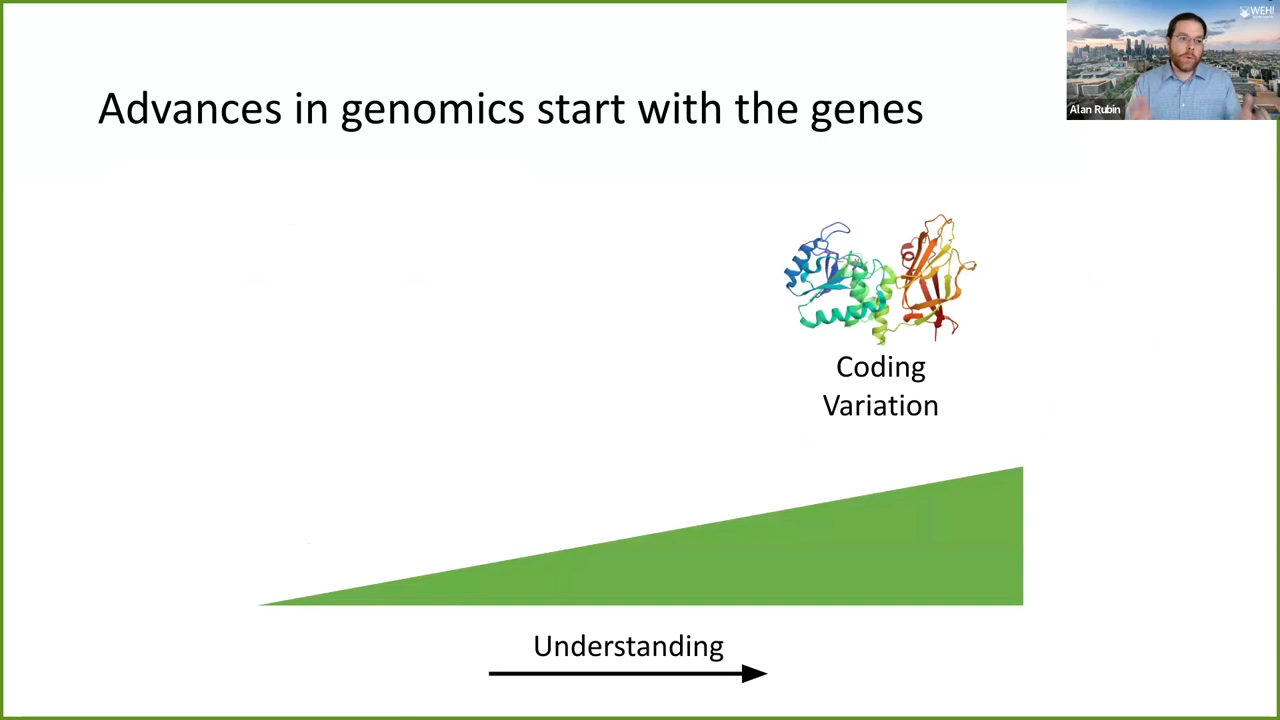 WEHI
Alan Rubin
Advances in genomics start with the genes
Coding
Variation
Understanding